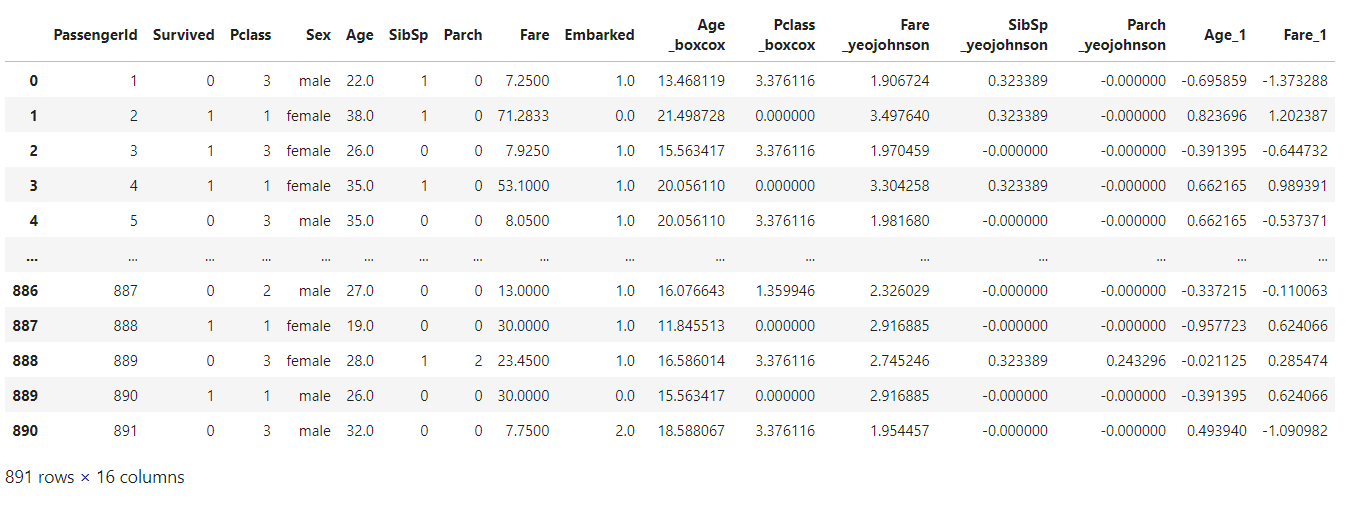 PassengerId Survived Pclass Sex Age SibSp Parch Fare Embarked Age _boxcox Pclass _boxcox Fare _yeojohnson SibSp _yeojohnson Parch _yeojohnson Age_1 Fare_1
0 1 0 3 male 22.0 1 0 7.2500 1.0 13.468119 3.376116 1.906724 0.323389 -0.000000 -0.695859 -1.373288
1 2 1 1 female 38.0 1 0 71.2833 0.0 21.498728 0.000000 3.497640 0.323389 -0.000000 0.823696 1.202387
2 3 1 3 female 26.0 0 0 7.9250 1.0 15.563417 3.376116 1.970459 -0.000000 -0.000000 -0.391395 -0.644732
3 4 1 1 female 35.0 1 0 53.1000 1.0 20.056110 0.000000 3.304258 0.323389 -0.000000 0.662165 0.989391
4 5 0 3 male 35.0 0 0 8.0500 1.0 20.056110 3.376116 1.981680 -0.000000 -0.000000 0.662165 -0.537371
... ... ... ... ... ... ... ... ... ... ... ... ... ... ... ... ...
886 887 0 2 male 27.0 0 0 13.0000 1.0 16.076643 1.359946 2.326029 -0.000000 -0.000000 -0.337215 -0.110063
887 888 1 1 female 19.0 0 0 30.0000 1.0 11.845513 0.000000 2.916885 -0.000000 -0.000000 -0.957723 0.624066
888 889 0 3 female 28.0 1 2 23.4500 1.0 16.586014 3.376116 2.745246 0.323389 0.243296 -0.021125 0.285474
889 890 1 1 male 26.0 0 0 30.0000 0.0 15.563417 0.000000 2.916885 -0.000000 -0.000000 -0.391395 0.624066
890 891 0 3 male 32.0 0 0 7.7500 2.0 18.588067 3.376116 1.954457 -0.000000 -0.000000 0.493940 -1.090982
891 rows × 16 columns